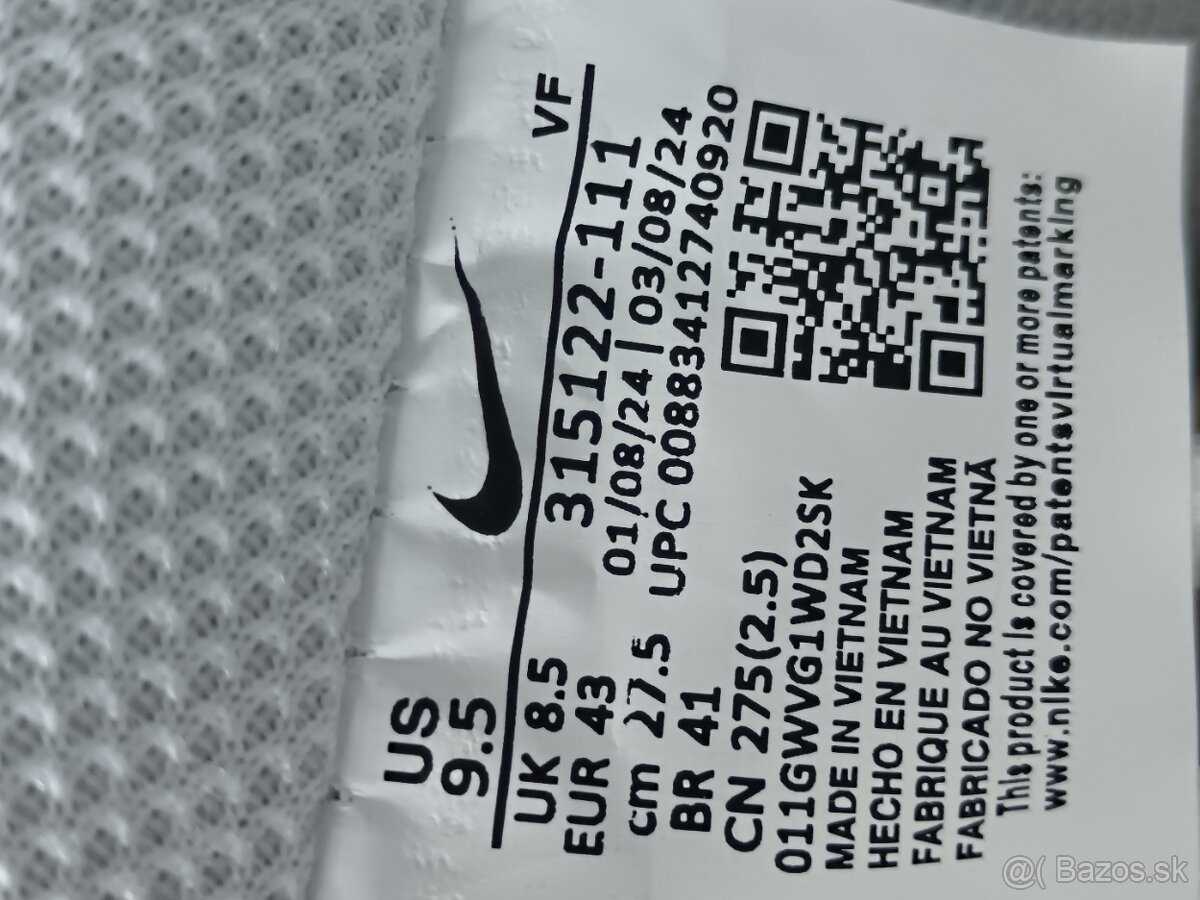 US
9.5
VF
UK 8.5
EUR 43
cm 27.5
BR 41
CN 275(2.5)
315122-111
01/08/24 | 03/08/24
UPC 00883412740920
011GWVVG1WD2SK
MADE IN VIETNAM
HECHO EN VIETNAM
FABRIQUE AU VIETNAM
FABRICADO NO VIETNÃ
This product is covered by one or more patents:
www.nike.com/patentsvirtualmarking
@( Bazos.sk